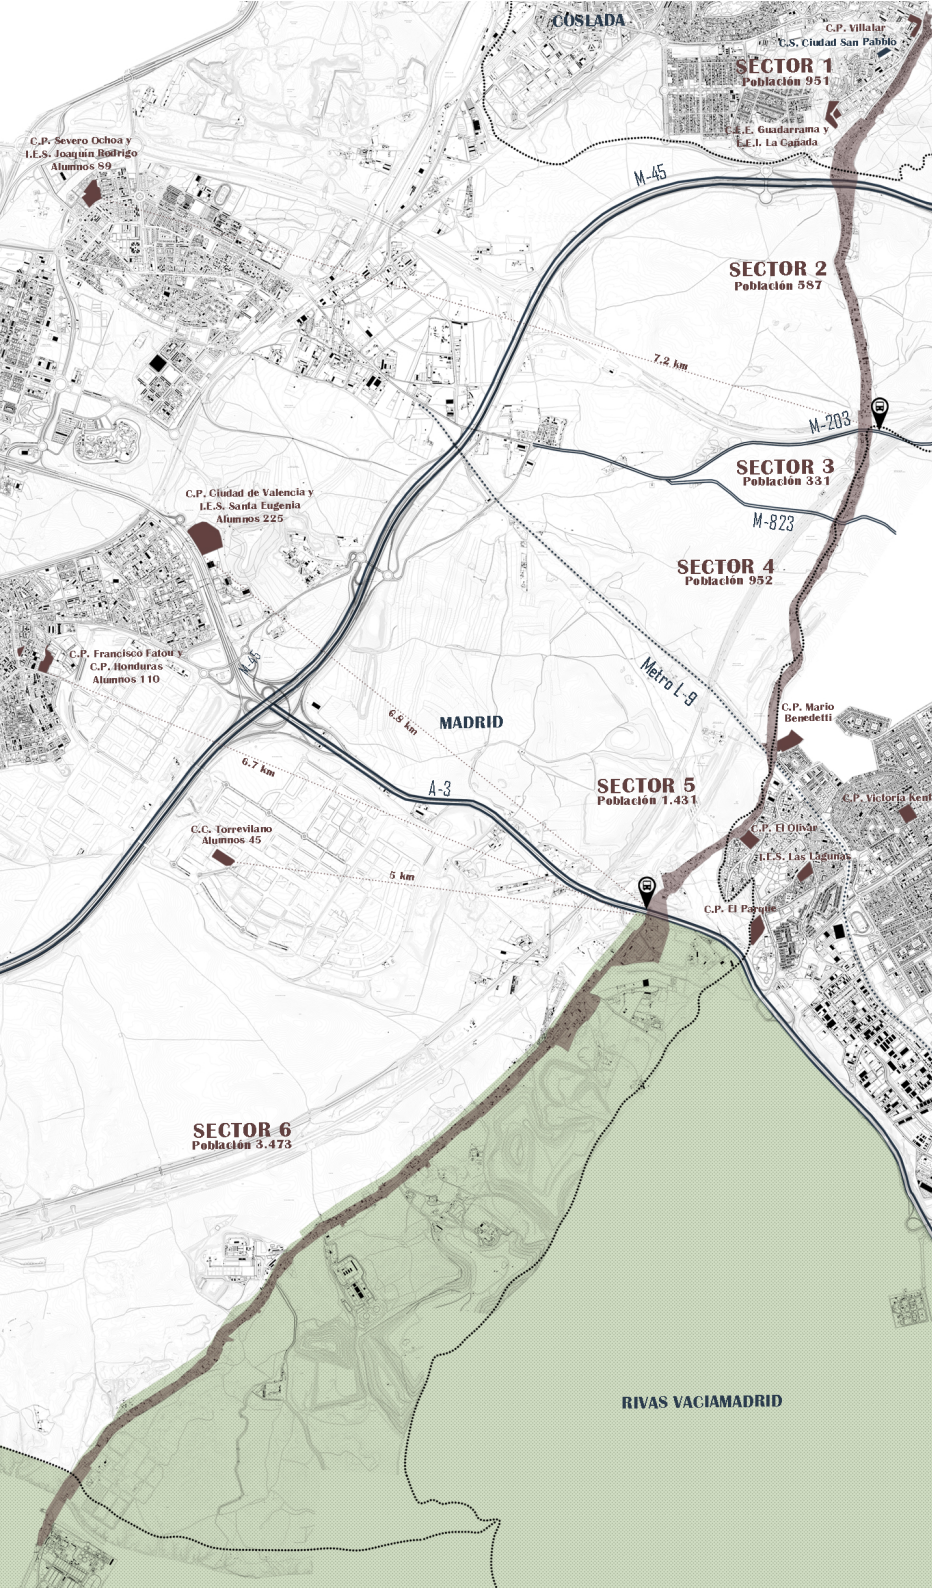 COSLADA
C.P. Villalar
C.S. Ciudad San Pabblo
SECTOR 1
Población 951
C.E.E. Guadarrama y
E.E.I. La Cañada
C.P. Severo Ochoa y
I.E.S. Joaquín Rodrigo
Alumnos 89
M-45
SECTOR 2
Población 587
7.2 km
M-203
SECTOR 3
Población 331
C.P. Ciudad de Valencia y
I.E.S. Santa Eugenia
Alumnos 225
M-823
SECTOR 4
Población 952
C.P. Francisco Fatou y
C.P. Honduras
Alumnos 110
M-45
Metro L-9
C.P. Mario
Benedetti
6.8 km
MADRID
6.7 km
A-3
SECTOR 5
Población 1.431
C.P. Victoria Kent
C.C. Torrevilano
Alumnos 45
C.P. El Olivar
I.E.S. Las Lagunas
5 km
C.P. El Parque
SECTOR 6
Población 3.473
RIVAS VACIAMADRID